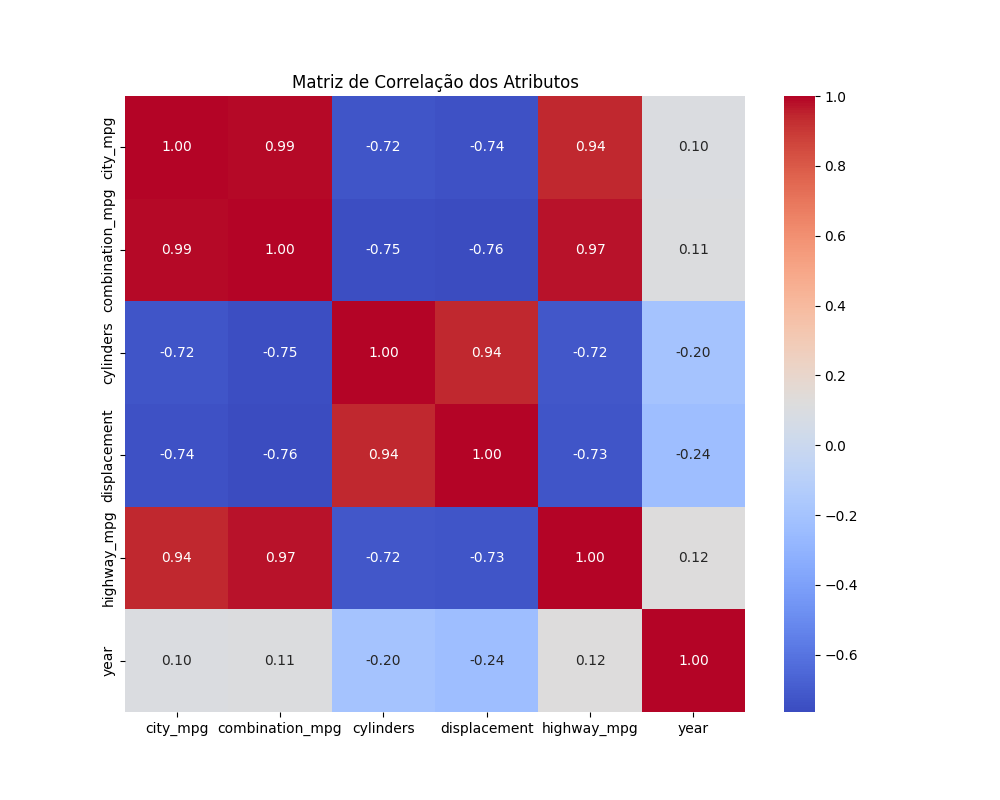 Matriz de Correlação dos Atributos
city_mpg 1.00 0.99 -0.72 -0.74 0.94 0.10
combination_mpg 0.99 1.00 -0.75 -0.76 0.97 0.11
cylinders -0.72 -0.75 1.00 0.94 -0.72 -0.20
displacement -0.74 -0.76 0.94 1.00 -0.73 -0.24
highway_mpg 0.94 0.97 -0.72 -0.73 1.00 0.12
year 0.10 0.11 -0.20 -0.24 0.12 1.00
city_mpg combination_mpg cylinders displacement highway_mpg year
1.0
0.8
0.6
0.4
0.2
0.0
−0.2
−0.4
−0.6